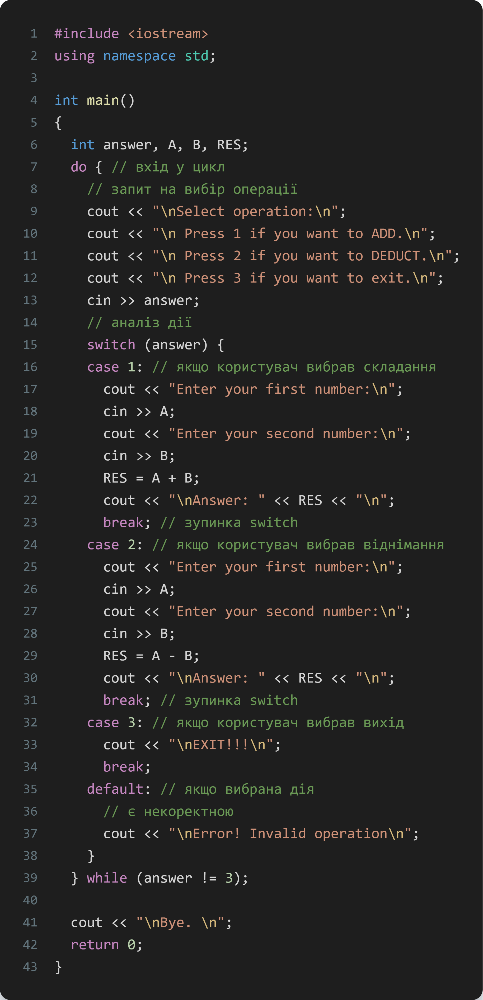 1 #include <iostream>
2 using namespace std;
3
4 int main()
5 {
6   int answer, A, B, RES;
7   do { // вхід у цикл
8     // запит на вибір операції
9     cout << "\nSelect operation:\n";
10     cout << "\n Press 1 if you want to ADD.\n";
11     cout << "\n Press 2 if you want to DEDUCT.\n";
12     cout << "\n Press 3 if you want to exit.\n";
13     cin >> answer;
14     // аналіз дії
15     switch (answer) {
16     case 1: // якщо користувач вибрав складання
17       cout << "Enter your first number:\n";
18       cin >> A;
19       cout << "Enter your second number:\n";
20       cin >> B;
21       RES = A + B;
22       cout << "\nAnswer: " << RES << "\n";
23       break; // зупинка switch
24     case 2: // якщо користувач вибрав віднімання
25       cout << "Enter your first number:\n";
26       cin >> A;
27       cout << "Enter your second number:\n";
28       cin >> B;
29       RES = A - B;
30       cout << "\nAnswer: " << RES << "\n";
31       break; // зупинка switch
32     case 3: // якщо користувач вибрав вихід
33       cout << "\nEXIT!!!\n";
34       break;
35     default: // якщо вибрана дія
36       // є некоректною
37       cout << "\nError! Invalid operation\n";
38     }
39   } while (answer != 3);
40
41   cout << "\nBye. \n";
42   return 0;
43 }